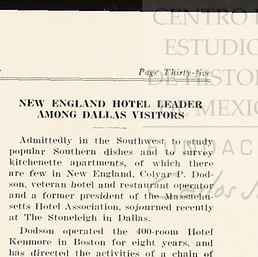 CENTRO
ESTUDIO
DE HISTOR
MEXIC
Page Thirty-five
NEW ENGLAND HOTEL LEADER
AMONG DALLAS VISITORS
Admittedly in the Southwest to study
popular Southern dishes and to survey
kitchenette apartments, of which there
are few in New England, Colyar P. Dod-
son, veteran hotel and restaurant operator
and a former president of the Massachu-
setts Hotel Association, sojourned recently
at The Stoneleigh in Dallas.
Dodson operated the 400-room Hotel
Kenmore in Boston for eight years, and
has directed the activities of a chain of